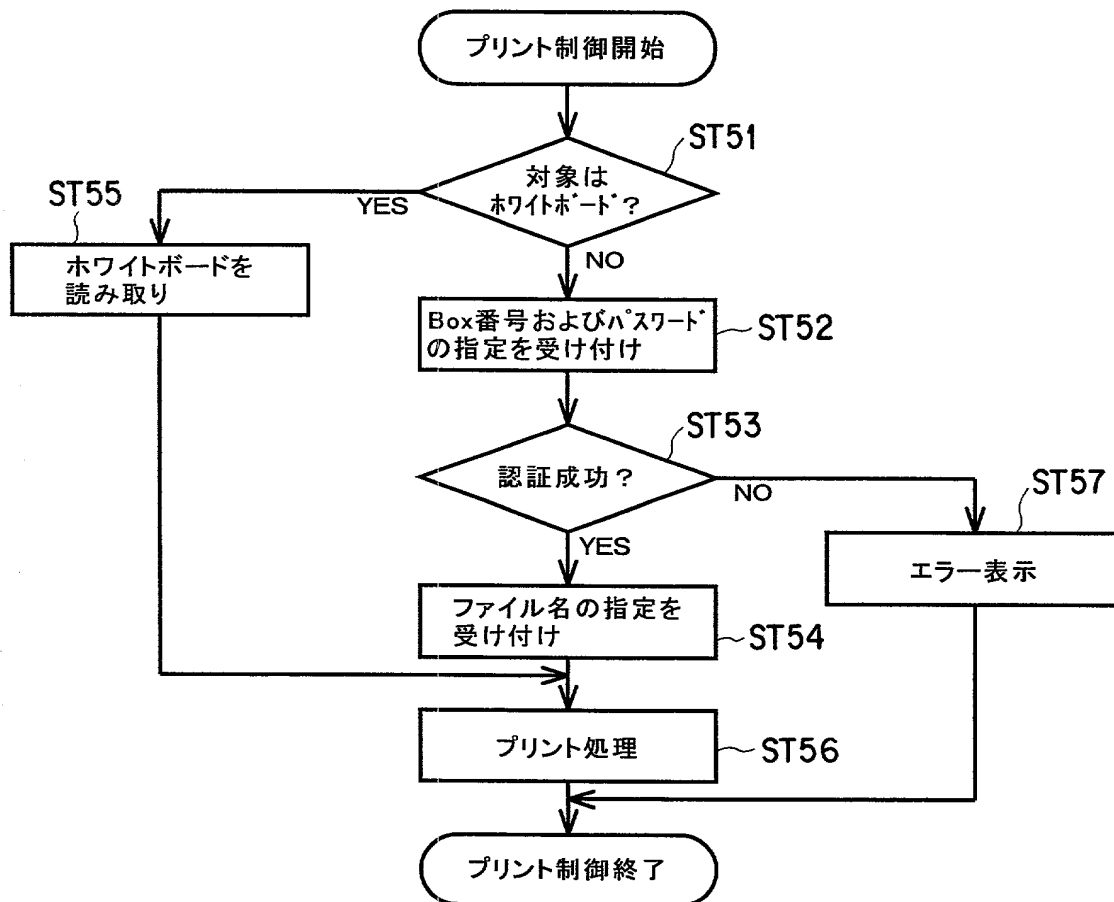 プリント制御開始
ST51
対象は
ホワイトボード?
YES
NO
ST55
ホワイトボードを
読み取り
Box番号およびパスワード
の指定を受け付け
ST52
ST53
認証成功?
NO
YES
ST57
エラー表示
ファイル名の指定を
受け付け
ST54
プリント処理
ST56
プリント制御終了